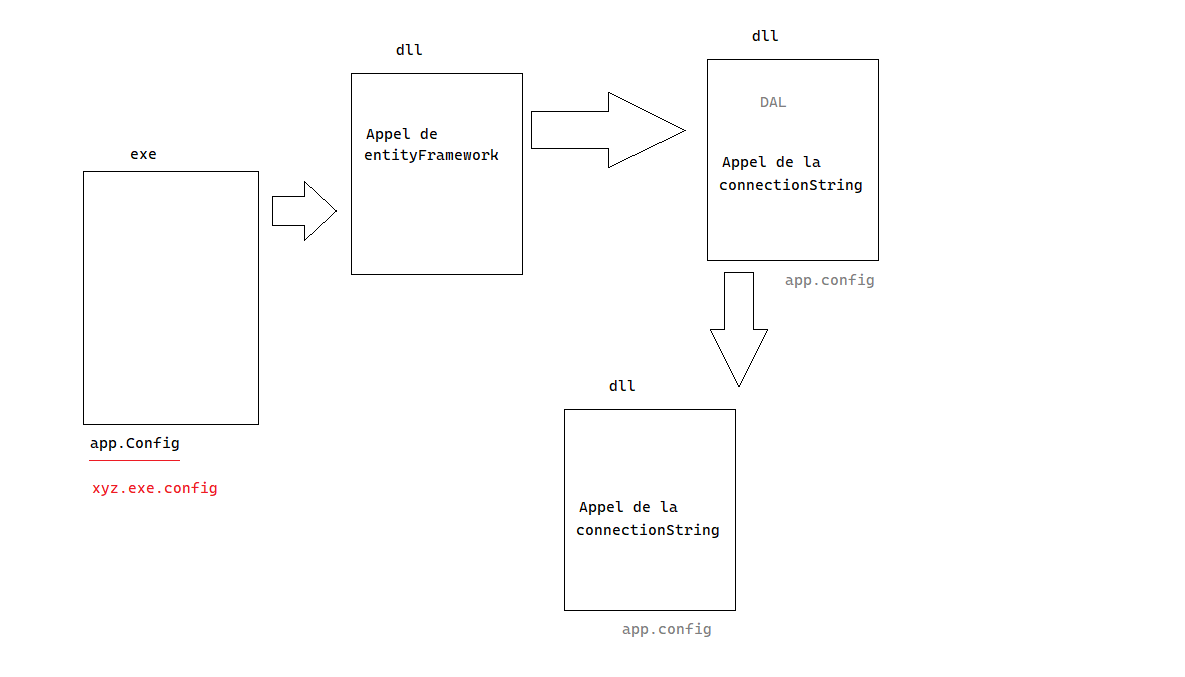 dll
dll
DAL
Appel de
entityFramework
exe
Appel de la
connectionString
app.config
dll
app.Config
xyz.exe.config
Appel de la
connectionString
app.config